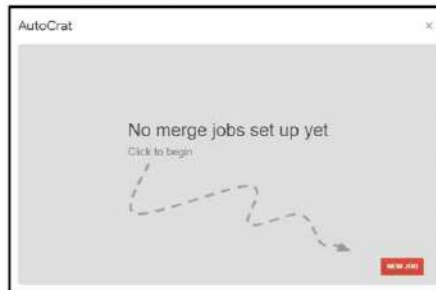 AutoCrat ×
No merge jobs set up yet
Click to begin
NEW JOB